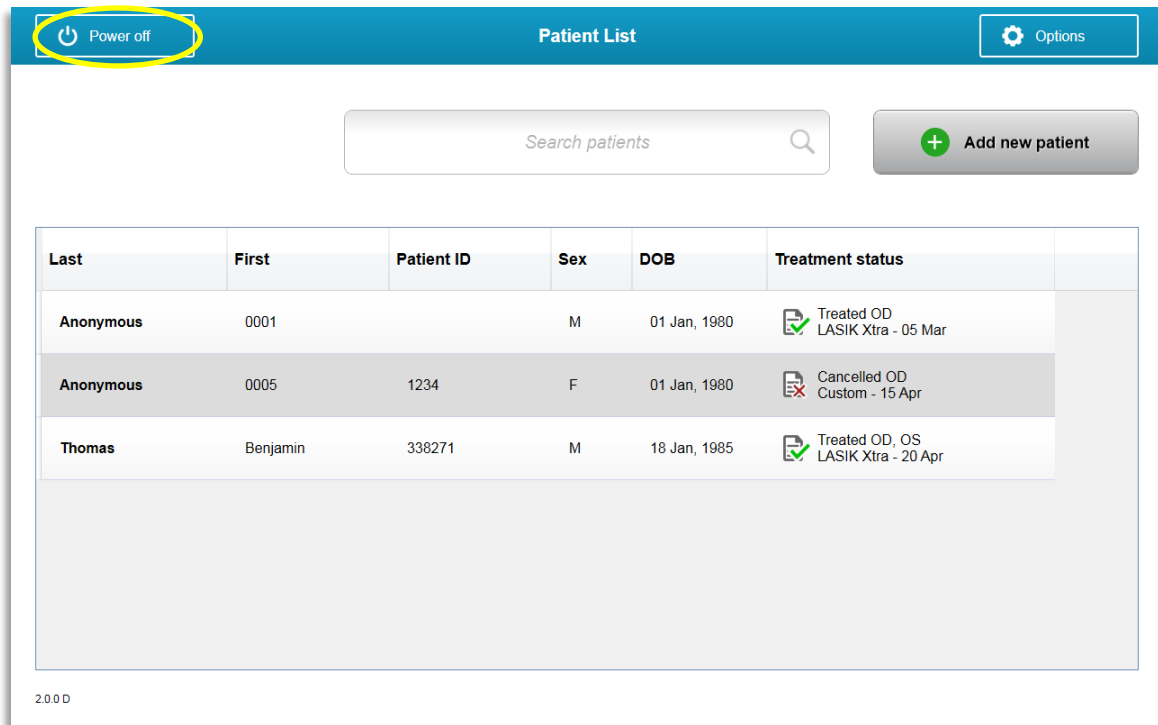 Power off
Patient List
Options
Search patients
Add new patient
Last First Patient ID Sex DOB Treatment status
Anonymous 0001 M 01 Jan, 1980 Treated OD
LASIK Xtra - 05 Mar
Anonymous 0005 1234 F 01 Jan, 1980 Cancelled OD
Custom - 15 Apr
Thomas Benjamin 338271 M 18 Jan, 1985 Treated OD, OS
LASIK Xtra - 20 Apr
2.0.0 D